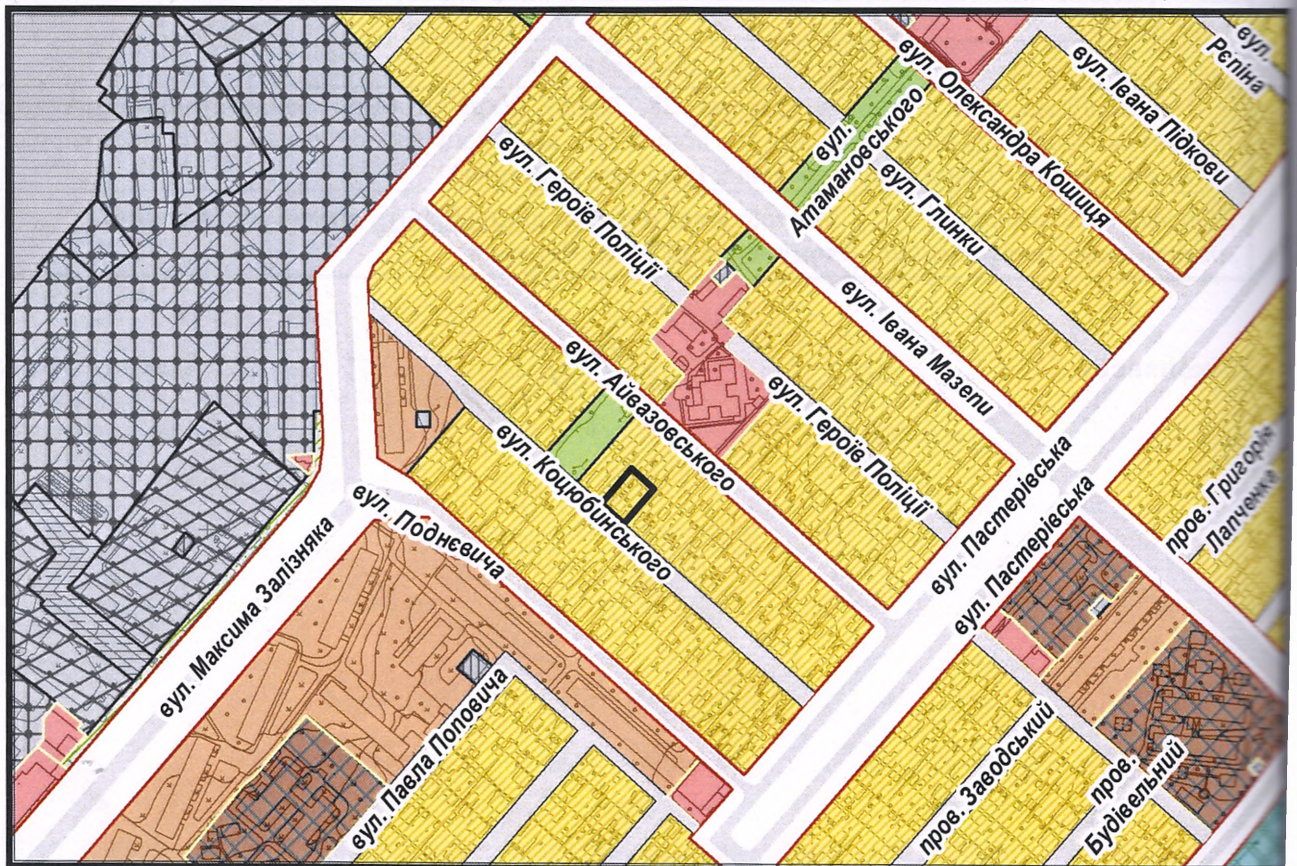 вул.
Рєпіна
вул. Олександра Кошиця
вул. Івана Підкови
вул.
Атамановського
вул. Глинки
вул. Героїв Поліції
вул. Івана Мазепи
вул. Айвазовського
вул. Героїв Поліції
вул. Коцюбинського
вул. Поднєвича
вул. Максима Залізняка
вул. Пастерівська
вул. Пастерівська
пров. Григорія
Лапченка
вул. Павла Поповича
пров. Заводський
пров.
Будівельний